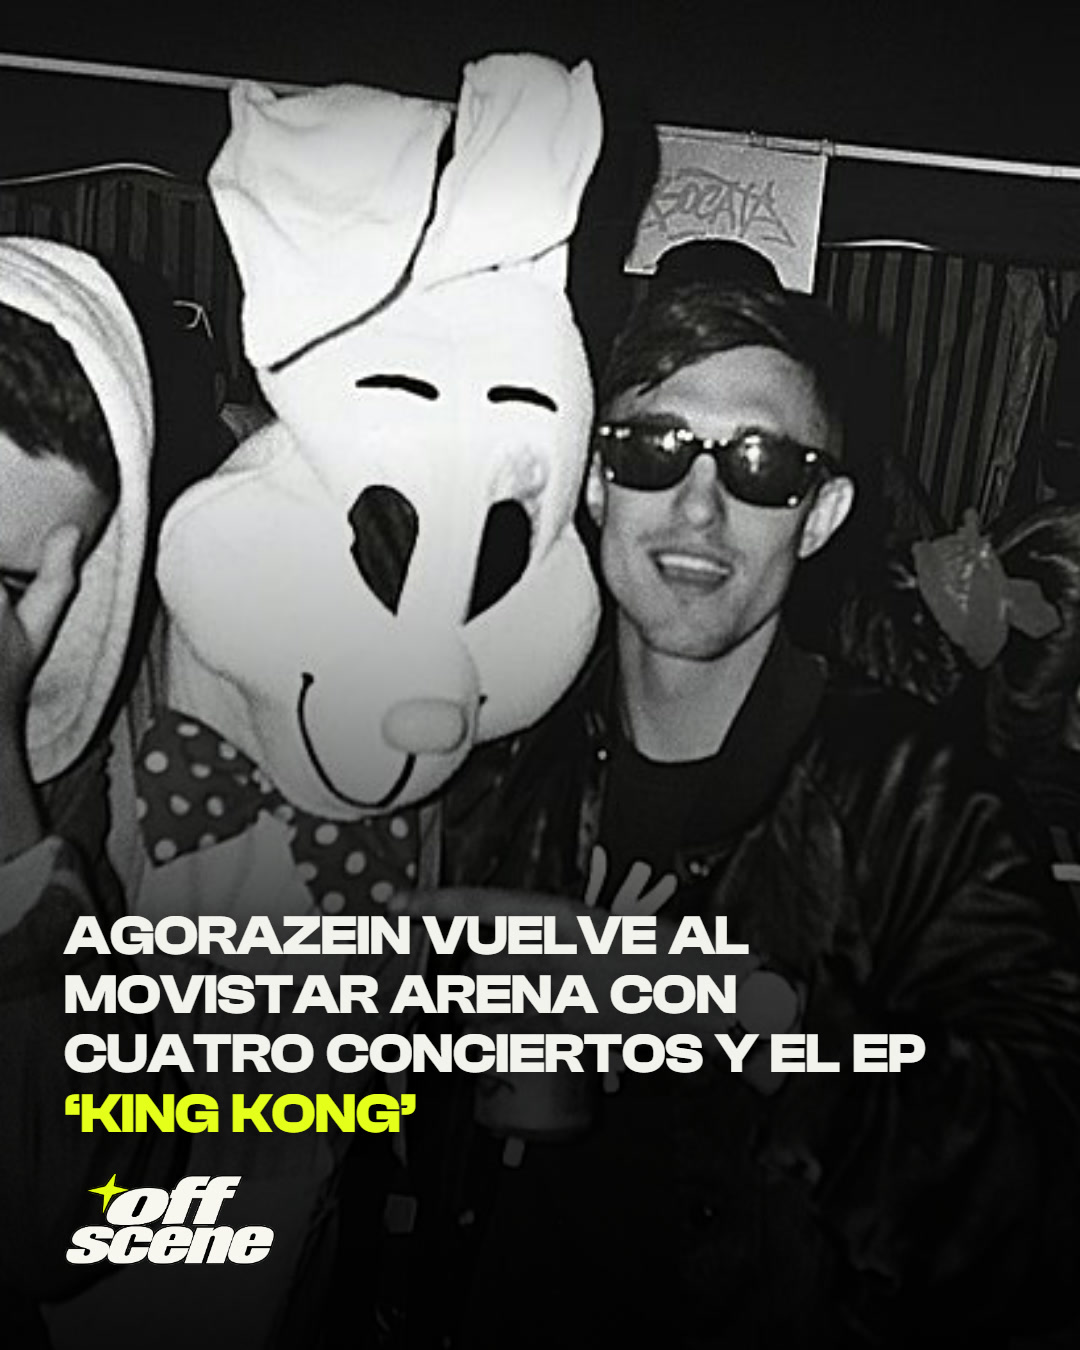 AGORAZEIN VUELVE AL
MOVISTAR ARENA CON
CUATRO CONCIERTOS Y EL EP
‘KING KONG’
off
scene